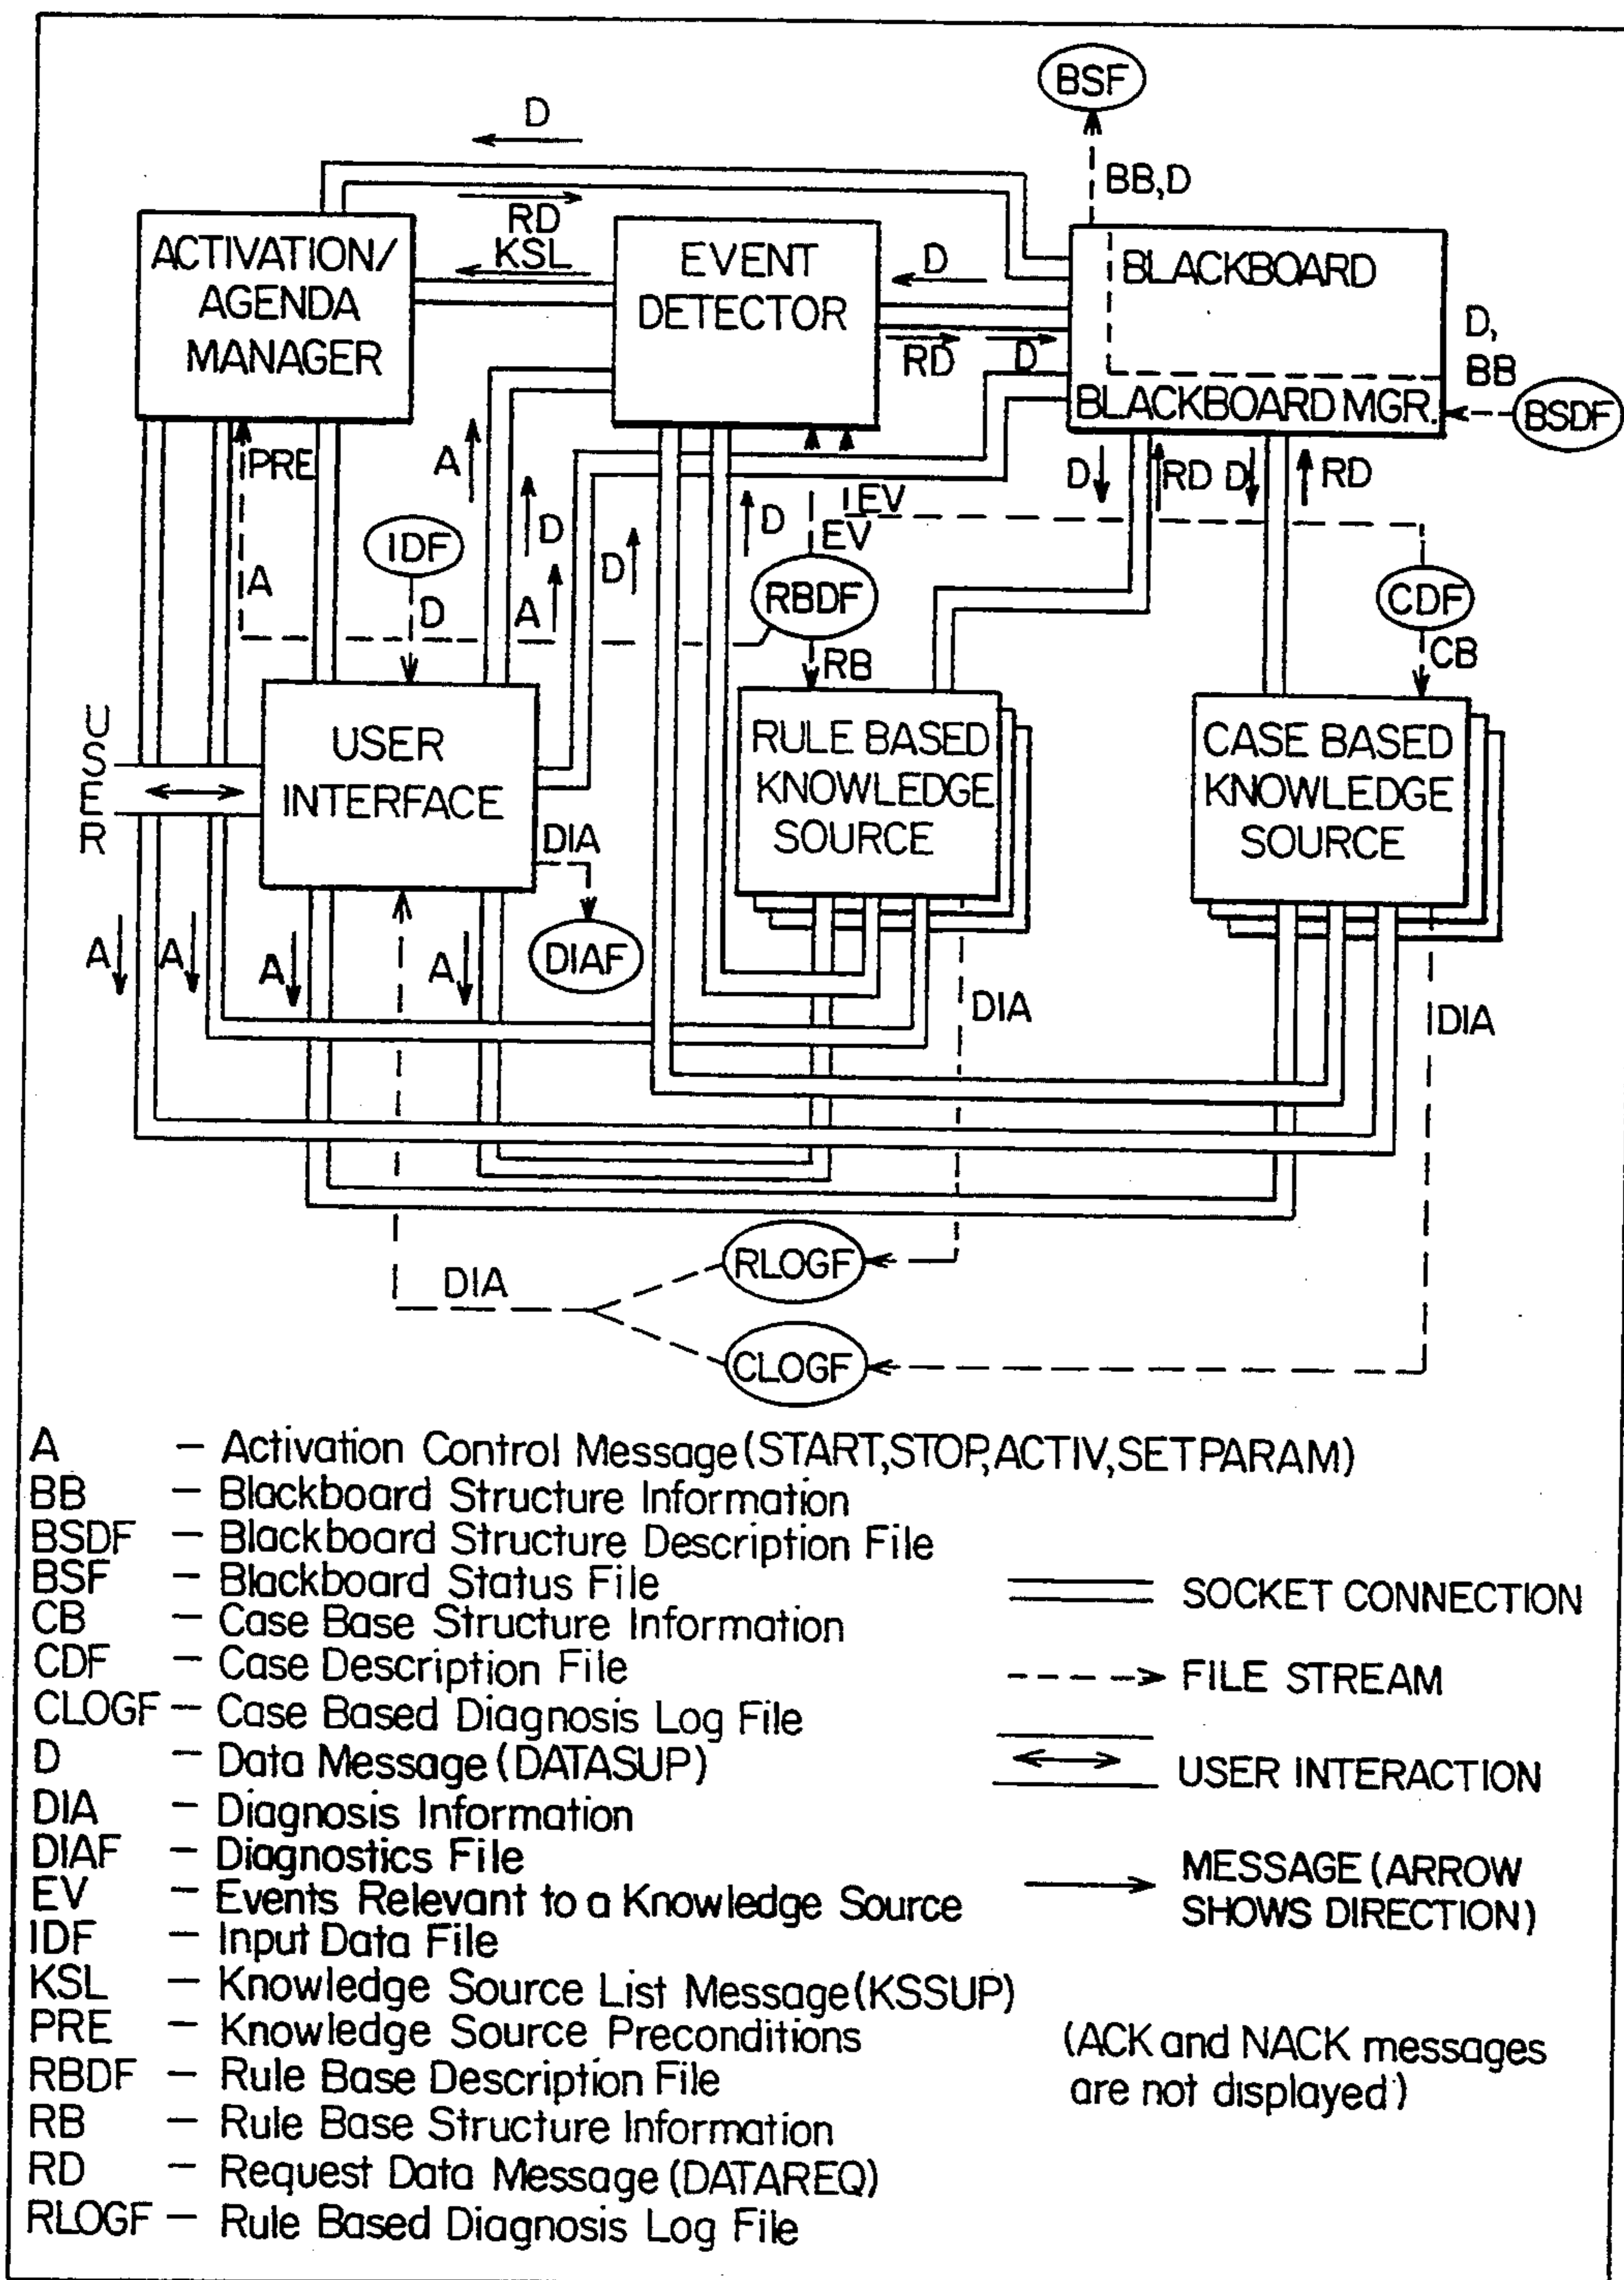 BSF
D
BB,D
RD
KSL
ACTIVATION/
AGENDA
MANAGER
EVENT
DETECTOR
D
RD
D
BLACKBOARD
BLACKBOARD MGR.
D,
BB
BSDF
PRE
A
A
D
A
D
D
IDF
D
EV
EV
D
RD
D
RD
RBDF
RB
CDF
CB
USER
USER
INTERFACE
DIA
DIAF
RULE BASED
KNOWLEDGE
SOURCE
CASE BASED
KNOWLEDGE
SOURCE
A
A
A
A
DIA
DIA
DIA
RLOGF
CLOGF
A – Activation Control Message (START,STOP,ACTIV,SETPARAM)
BB – Blackboard Structure Information
BSDF – Blackboard Structure Description File
BSF – Blackboard Status File
CB – Case Base Structure Information
CDF – Case Description File
CLOGF – Case Based Diagnosis Log File
D – Data Message (DATASUP)
DIA – Diagnosis Information
DIAF – Diagnostics File
EV – Events Relevant to a Knowledge Source
IDF – Input Data File
KSL – Knowledge Source List Message (KSSUP)
PRE – Knowledge Source Preconditions
RBDF – Rule Base Description File
RB – Rule Base Structure Information
RD – Request Data Message (DATAREQ)
RLOGF – Rule Based Diagnosis Log File
SOCKET CONNECTION
FILE STREAM
USER INTERACTION
MESSAGE (ARROW
SHOWS DIRECTION)
(ACK and NACK messages
are not displayed)